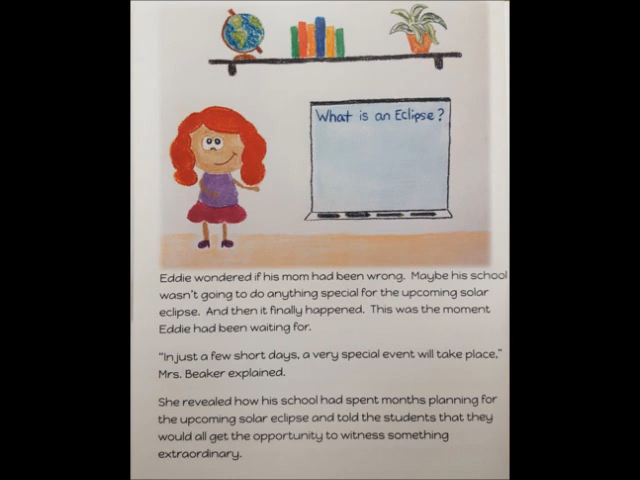 What is an Eclipse?
Eddie wondered if his mom had been wrong. Maybe his school
wasn't going to do anything special for the upcoming solar
eclipse. And then it finally happened. This was the moment
Eddie had been waiting for.
"In just a few short days, a very special event will take place,"
Mrs. Beaker explained.
She revealed how his school had spent months planning for
the upcoming solar eclipse and told the students that they
would all get the opportunity to witness something
extraordinary.